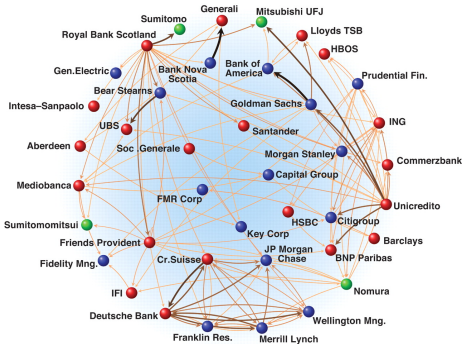 Generali
Sumitomo
Mitsubishi UFJ
Royal Bank Scotland
Lloyds TSB
HBOS
Gen.Electric
Bank Nova
Scotia
Bank of
America
Prudential Fin.
Bear Stearns
Goldman Sachs
Intesa–Sanpaolo
UBS
Santander
ING
Aberdeen
Soc.Generale
Morgan Stanley
Commerzbank
Mediobanca
Capital Group
FMR Corp
Unicredito
Sumitomomitsui
HSBC
Citigroup
Key Corp
Friends Provident
Barclays
Fidelity Mng.
Cr.Suisse
JP Morgan
Chase
BNP Paribas
IFI
Nomura
Deutsche Bank
Wellington Mng.
Franklin Res.
Merrill Lynch